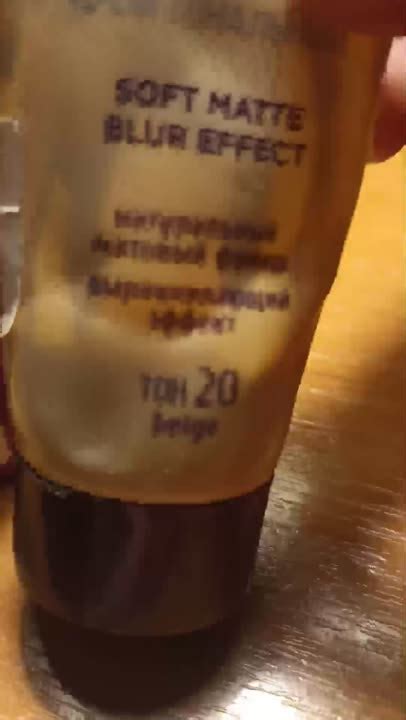 SOFT MATTE
BLUR EFFECT
натуральный
матовый финиш
выравнивающий
эффект
тон 20
beige